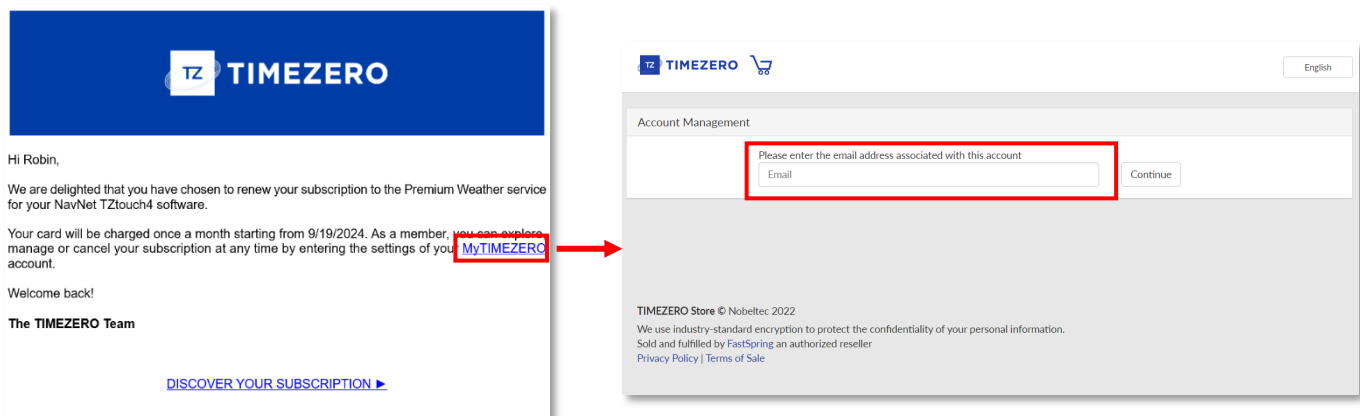 TZ TIMEZERO
Hi Robin,
We are delighted that you have chosen to renew your subscription to the Premium Weather service
for your NavNet TZtouch4 software.
Your card will be charged once a month starting from 9/19/2024. As a member, you can explore,
manage or cancel your subscription at any time by entering the settings of your MyTIMEZERO
account.
Welcome back!
The TIMEZERO Team
DISCOVER YOUR SUBSCRIPTION ►
TZ TIMEZERO
English
Account Management
Please enter the email address associated with this account
Email
Continue
TIMEZERO Store © Nobeltec 2022
We use industry-standard encryption to protect the confidentiality of your personal information.
Sold and fulfilled by FastSpring an authorized reseller
Privacy Policy | Terms of Sale